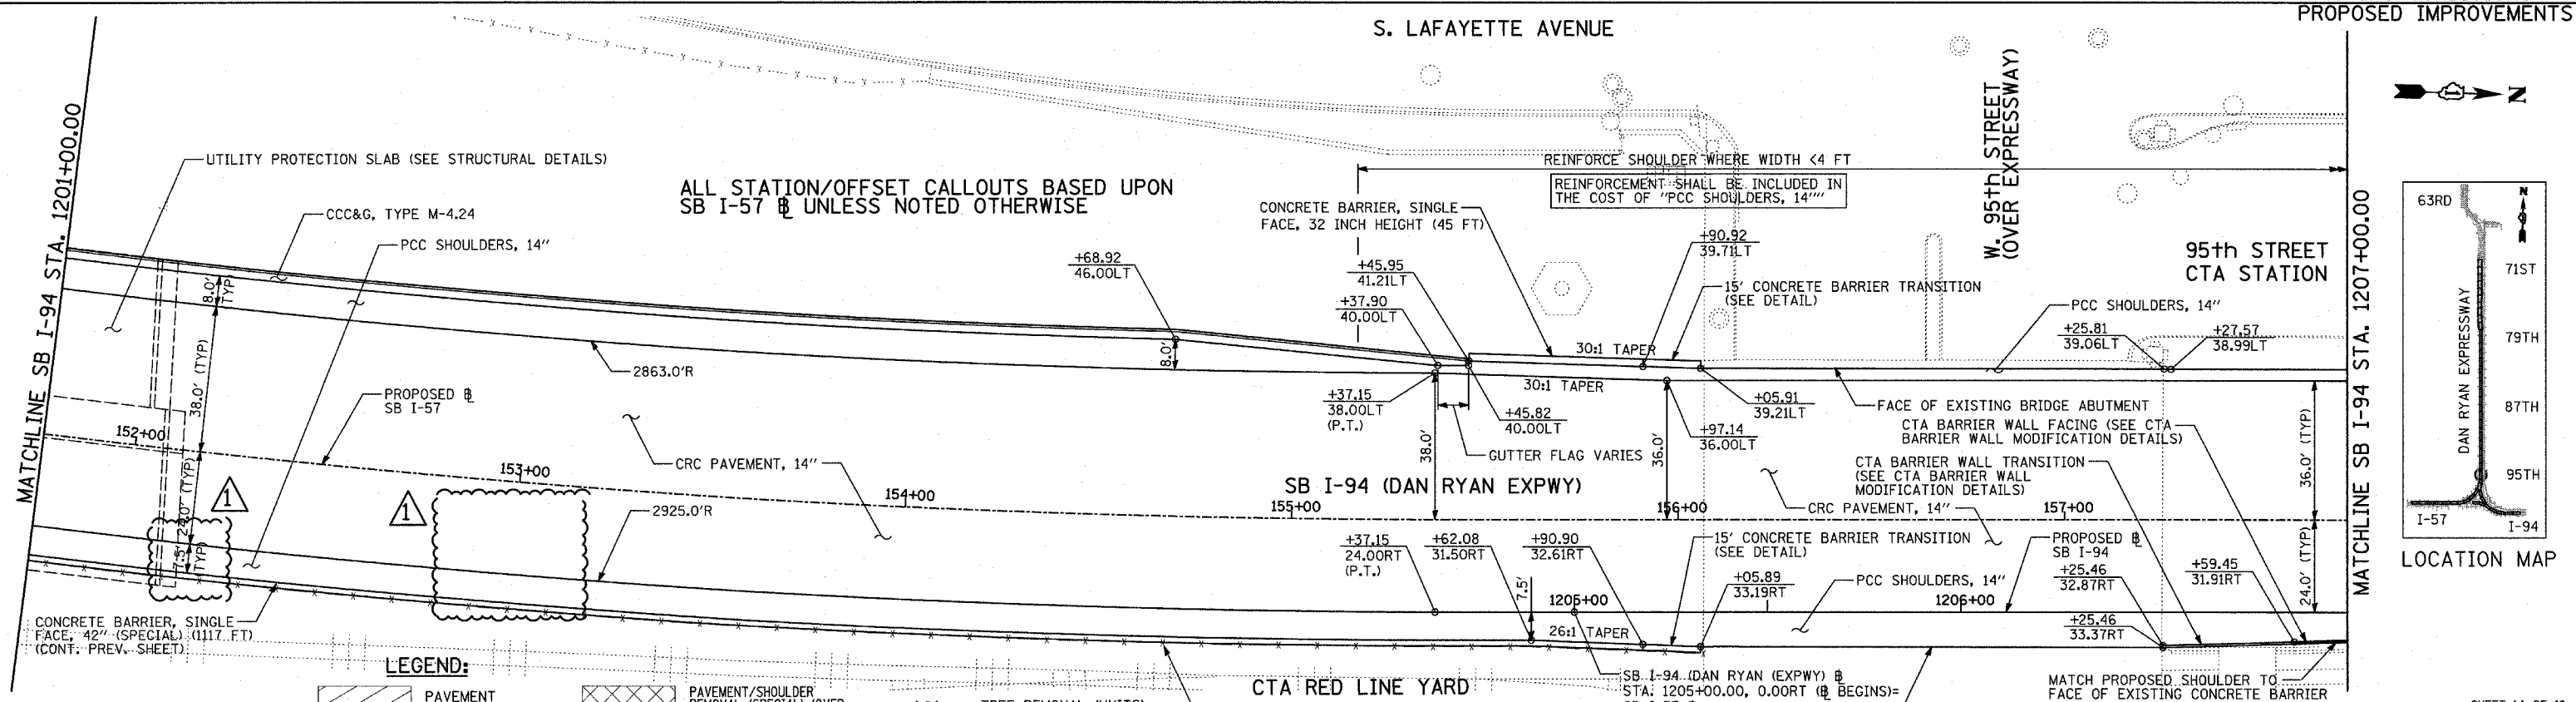 PROPOSED IMPROVEMENTS
S. LAFAYETTE AVENUE
W. 95th STREET
(OVER EXPRESSWAY)
N
MATCHLINE SB I-94 STA. 1201+00.00
UTILITY PROTECTION SLAB (SEE STRUCTURAL DETAILS)
CCC&G, TYPE M-4.24
PCC SHOULDERS, 14"
ALL STATION/OFFSET CALLOUTS BASED UPON
SB I-57 ℄ UNLESS NOTED OTHERWISE
REINFORCE SHOULDER WHERE WIDTH <4 FT
REINFORCEMENT SHALL BE INCLUDED IN
THE COST OF "PCC SHOULDERS, 14""
CONCRETE BARRIER, SINGLE
FACE, 32 INCH HEIGHT (45 FT)
+68.92
46.00LT
+45.95
41.21LT
+37.90
40.00LT
+90.92
39.71LT
15' CONCRETE BARRIER TRANSITION
(SEE DETAIL)
95th STREET
CTA STATION
PCC SHOULDERS, 14"
+25.81
39.06LT
+27.57
38.99LT
MATCHLINE SB I-94 STA. 1207+00.00
8.0'
TYP
38.0' (TYP)
2863.0'R
8.0'
30:1 TAPER
30:1 TAPER
PROPOSED
SB I-57
+37.15
38.00LT
(P.T.)
+45.82
40.00LT
+05.91
39.21LT
+97.14
36.00LT
FACE OF EXISTING BRIDGE ABUTMENT
CTA BARRIER WALL FACING (SEE CTA
BARRIER WALL MODIFICATION DETAILS)
CTA BARRIER WALL TRANSITION
(SEE CTA BARRIER WALL
MODIFICATION DETAILS)
36.0' (TYP)
38.0'
36.0'
GUTTER FLAG VARIES
152+00
153+00
154+00
155+00
156+00
157+00
CRC PAVEMENT, 14"
SB I-94 (DAN RYAN EXPWY)
CRC PAVEMENT, 14"
1
1
7.5'
(TYP)
2925.0'R
+37.15
24.00RT
(P.T.)
+62.08
31.50RT
+90.90
32.61RT
15' CONCRETE BARRIER TRANSITION
(SEE DETAIL)
+05.89
33.19RT
PCC SHOULDERS, 14"
PROPOSED
SB I-94
+25.46
32.87RT
+59.45
31.91RT
24.0' (TYP)
7.5'
1205+00
1206+00
26:1 TAPER
+25.46
33.37RT
CONCRETE BARRIER, SINGLE
FACE, 42" (SPECIAL) (1117 FT)
(CONT. PREV. SHEET)
LEGEND:
PAVEMENT
PAVEMENT/SHOULDER
CTA RED LINE YARD
SB I-94 (DAN RYAN (EXPWY)
STA. 1205+00.00, 0.00RT (BEGINS)=
MATCH PROPOSED SHOULDER TO
FACE OF EXISTING CONCRETE BARRIER
63RD
N
71ST
79TH
87TH
95TH
DAN RYAN EXPRESSWAY
I-57
I-94
LOCATION MAP